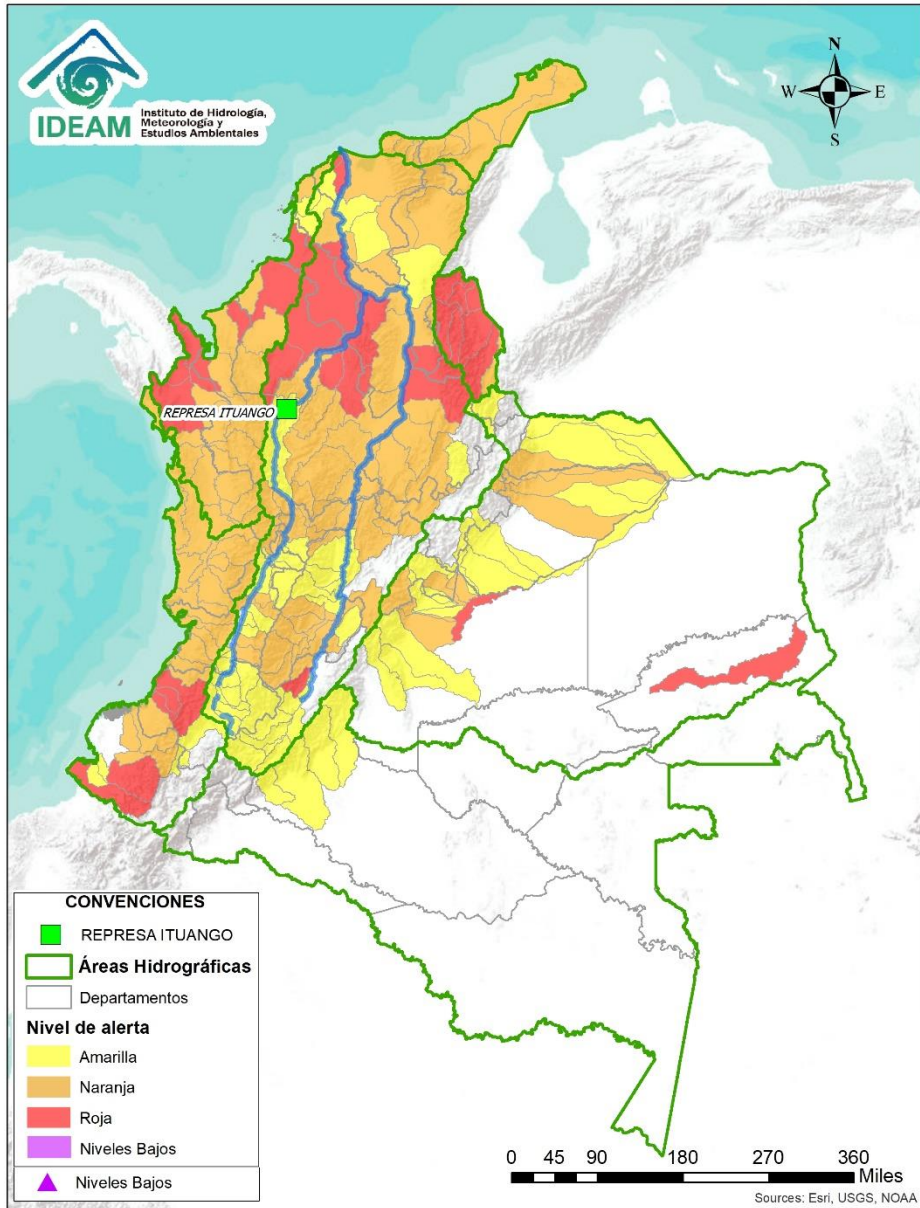 IDEAM
Instituto de Hidrología,
Meteorología y
Estudios Ambientales
N
W
E
S
REPRESA ITUANGO
CONVENCIONES
REPRESA ITUANGO
Áreas Hidrográficas
Departamentos
Nivel de alerta
Amarilla
Naranja
Roja
Niveles Bajos
Niveles Bajos
0 45 90 180 270 360
Miles
Sources: Esri, USGS, NOAA